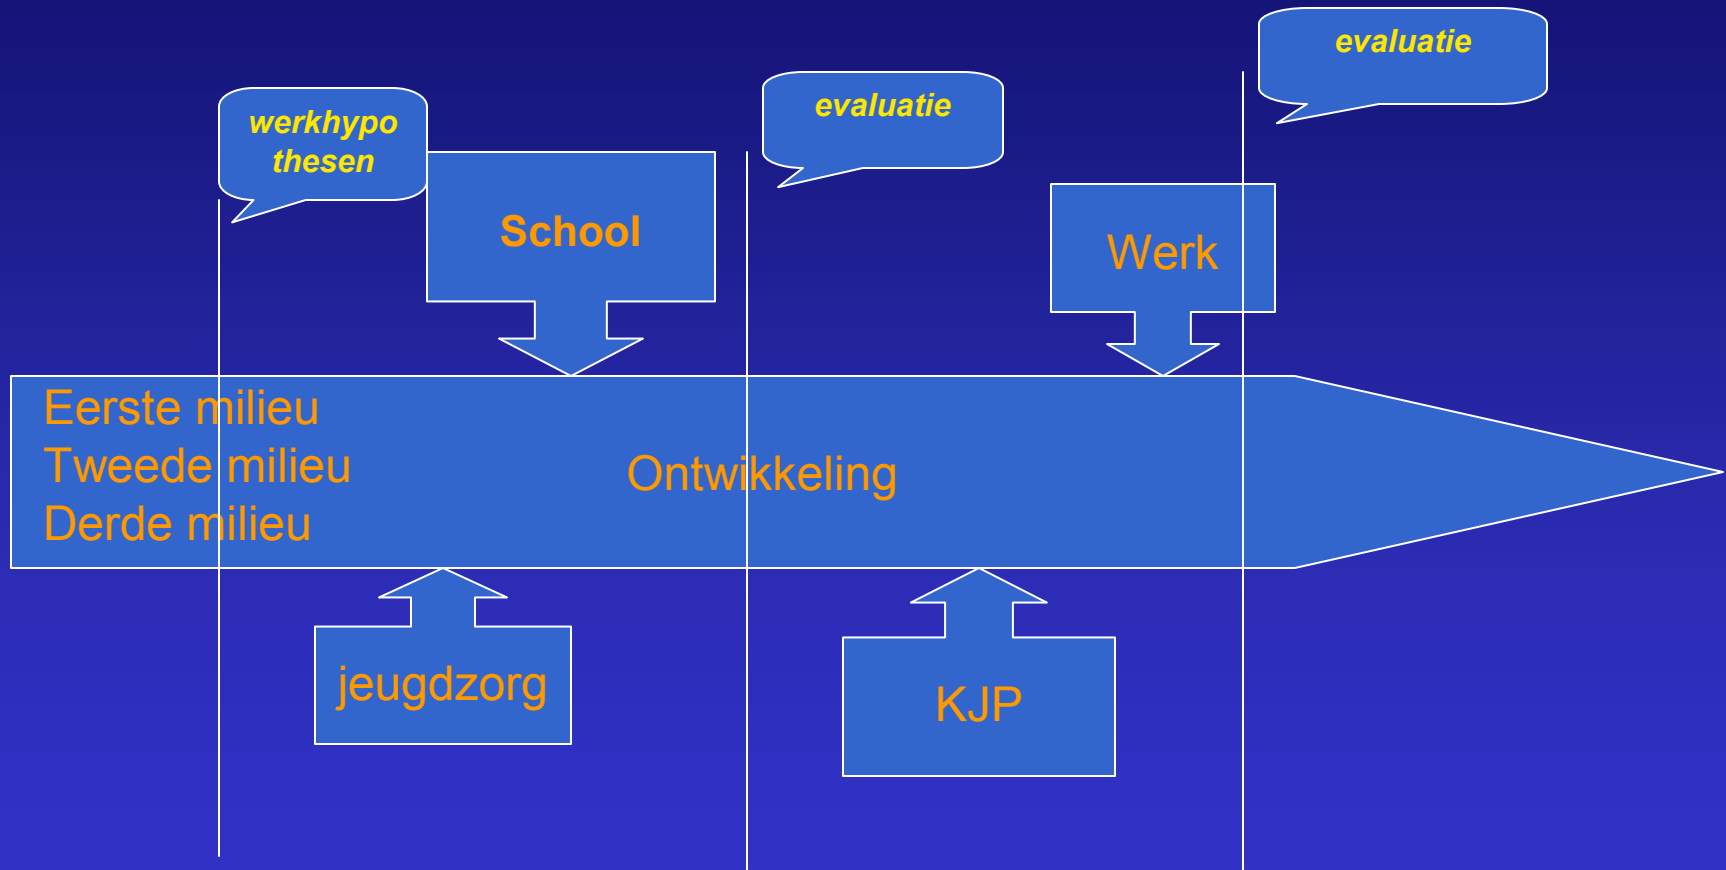 evaluatie
evaluatie
werkhypo
thesen
School
Werk
Eerste milieu
Tweede milieu
Derde milieu
Ontwikkeling
jeugdzorg
KJP